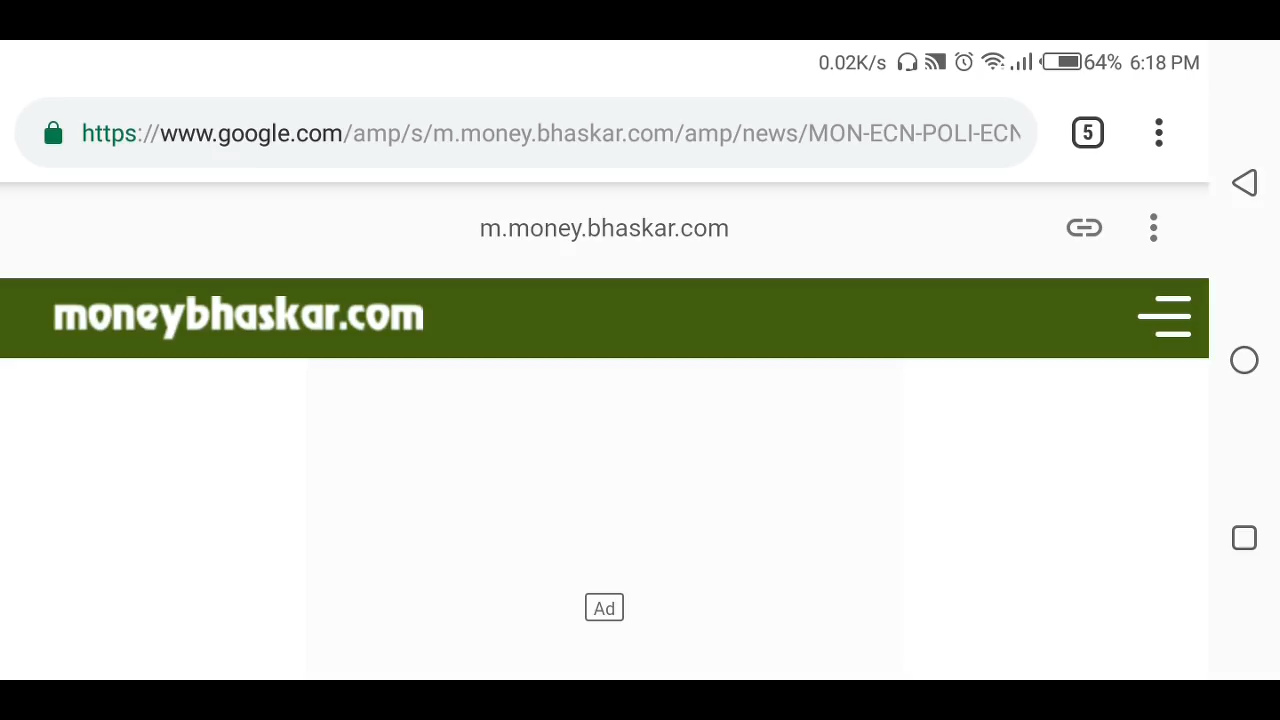 0.02K/s 64% 6:18 PM
https://www.google.com/amp/s/m.money.bhaskar.com/amp/news/MON-ECN-POLI-ECN 5
m.money.bhaskar.com
moneybhaskar.com
Ad